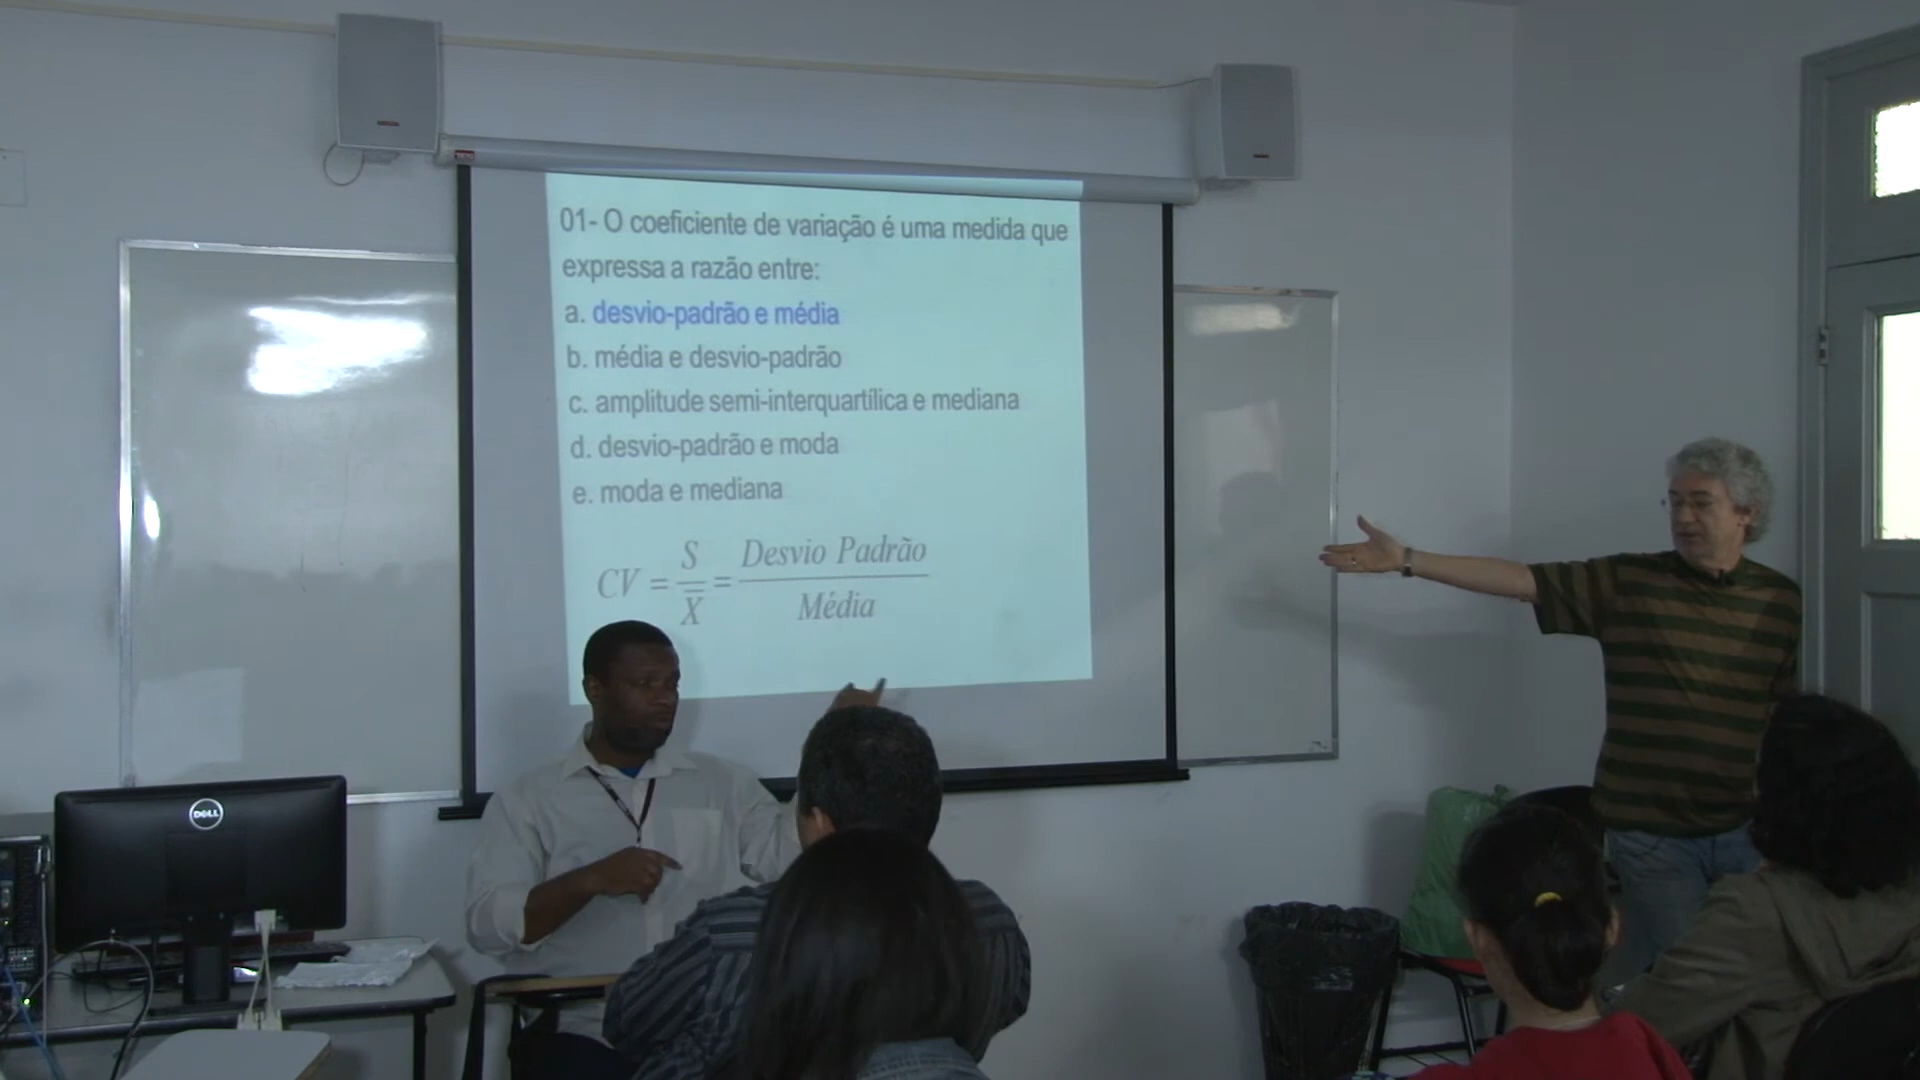 01- O coeficiente de variação é uma medida que
expressa a razão entre:
a. desvio-padrão e média
b. média e desvio-padrão
c. amplitude semi-interquartílica e mediana
d. desvio-padrão e moda
e. moda e mediana
CV = S / X̅ = Desvio Padrão / Média
DELL